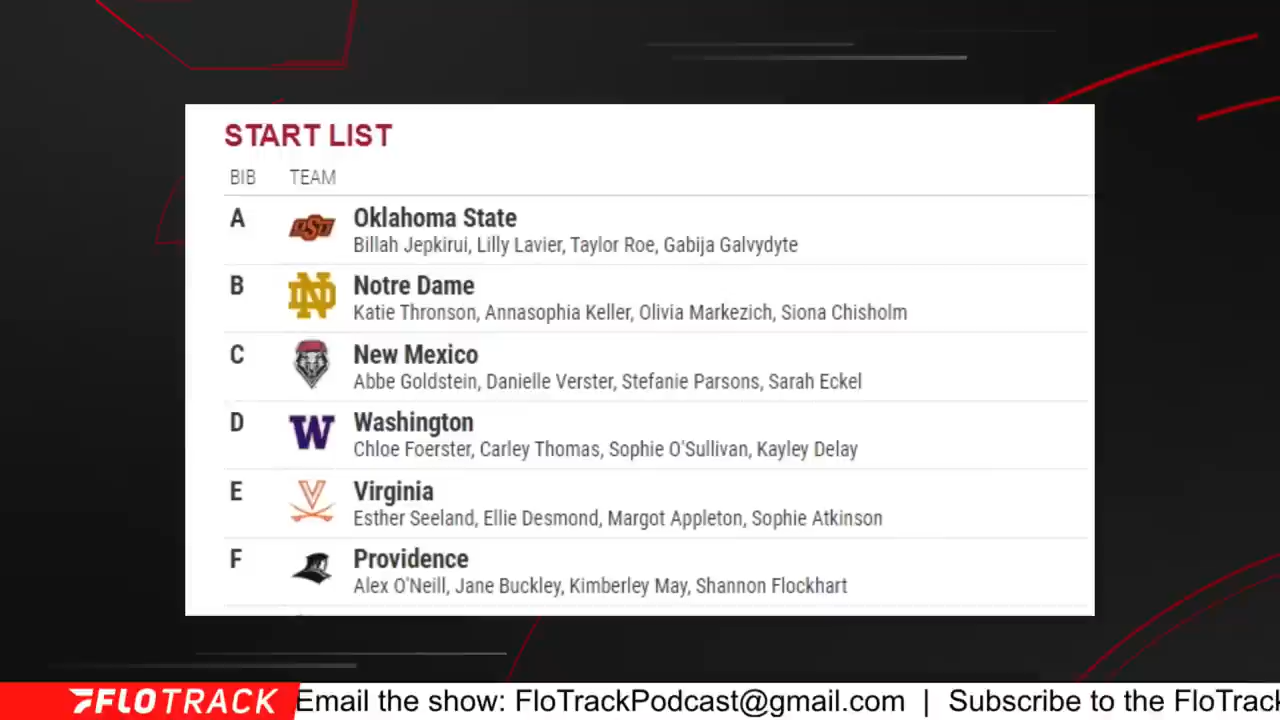 START LIST
BIB TEAM
A Oklahoma State
Billah Jepkirui, Lilly Lavier, Taylor Roe, Gabija Galvydyte
B Notre Dame
Katie Thronson, Annasophia Keller, Olivia Markezich, Siona Chisholm
C New Mexico
Abbe Goldstein, Danielle Verster, Stefanie Parsons, Sarah Eckel
D Washington
Chloe Foerster, Carley Thomas, Sophie O'Sullivan, Kayley Delay
E Virginia
Esther Seeland, Ellie Desmond, Margot Appleton, Sophie Atkinson
F Providence
Alex O'Neill, Jane Buckley, Kimberley May, Shannon Flockhart
FLOTRACK Email the show: FloTrackPodcast@gmail.com | Subscribe to the FloTrac